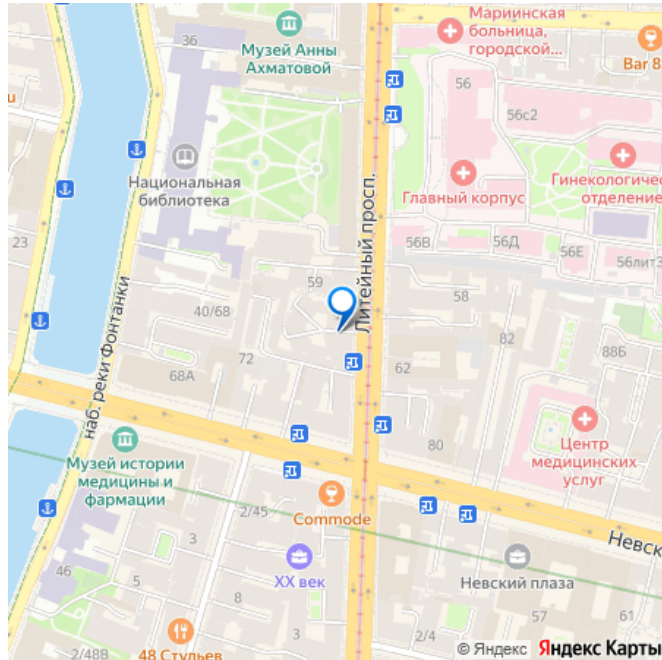 36
Музей Анны
Ахматовой
Мариинская
больница,
городской...
Bar 8
56
56с2
u
Национальная
библиотека
Литейный просп.
Главный корпус
Гинекологичес
отделение
23
наб. реки Фонтанки
56В
56Д
56Е
56лит3
59
40/68
58
82
88Б
72
68А
62
80
Музей истории
медицины и
фармации
Центр
медицинских
услуг
Commode
2/45
3
Невск
XX век
Невский плаза
46
5
3
8
57
61
2/48В
48 Стульев
3
2/4
© Яндекс Яндекс Карты